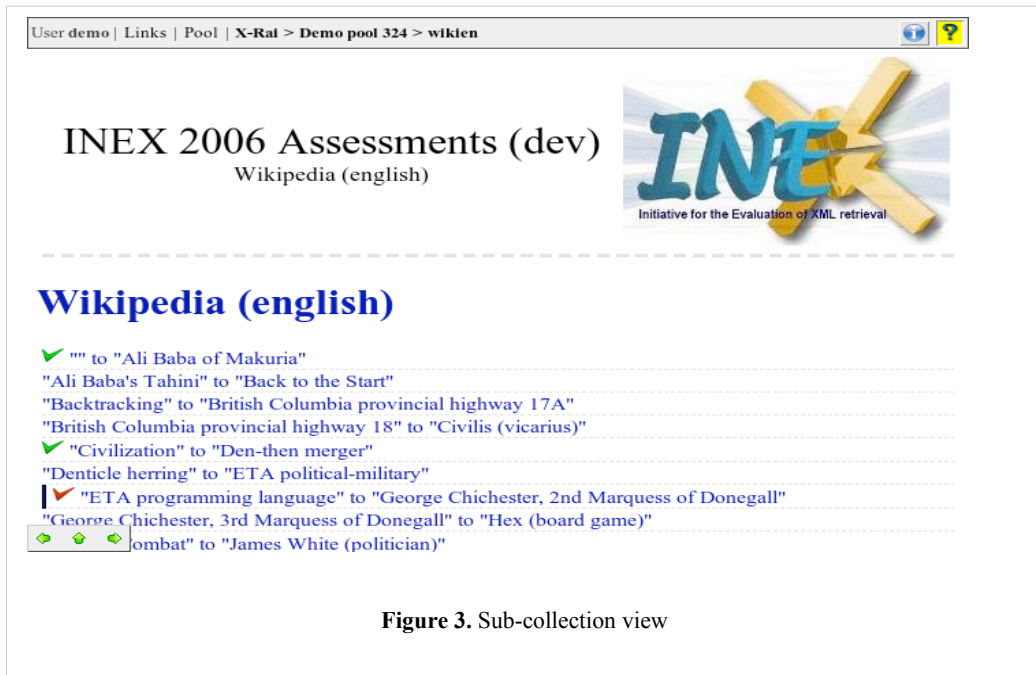 User demo | Links | Pool | X-Rai > Demo pool 324 > wikien
INEX 2006 Assessments (dev)
Wikipedia (english)
INEX
Initiative for the Evaluation of XML retrieval
Wikipedia (english)
"" to "Ali Baba of Makuria"
"Ali Baba's Tahini" to "Back to the Start"
"Backtracking" to "British Columbia provincial highway 17A"
"British Columbia provincial highway 18" to "Civilis (vicarius)"
"Civilization" to "Den-then merger"
"Denticle herring" to "ETA political-military"
"ETA programming language" to "George Chichester, 2nd Marquess of Donegall"
"George Chichester, 3rd Marquess of Donegall" to "Hex (board game)"
ombat" to "James White (politician)"
Figure 3. Sub-collection view